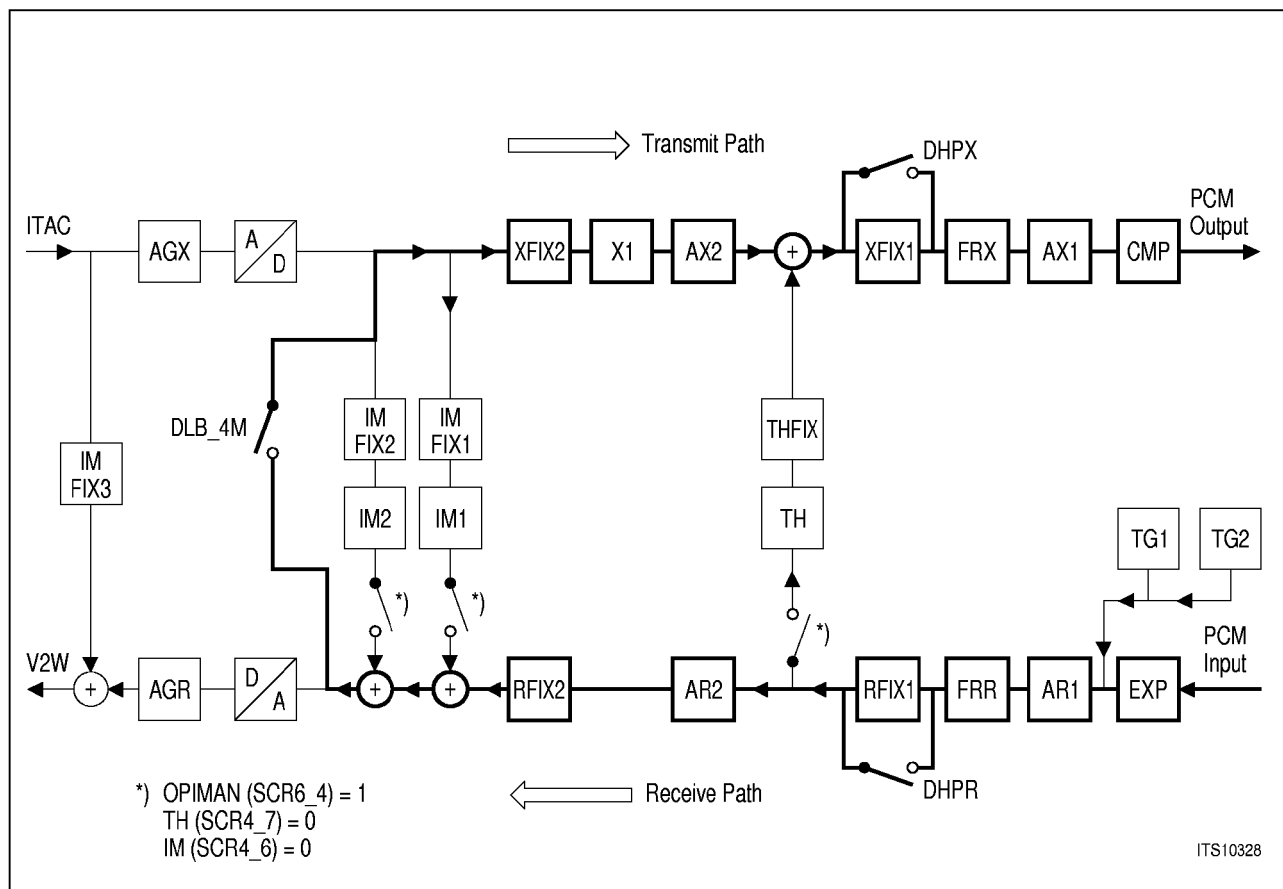 Transmit Path
DHPX
ITAC
AGX
A
D
XFIX2
X1
AX2
+
XFIX1
FRX
AX1
CMP
PCM
Output
DLB_4M
IM
FIX2
IM
FIX1
THFIX
IM
FIX3
IM2
IM1
TH
TG1
TG2
*)
*)
*)
V2W
+
AGR
D
A
+
+
RFIX2
AR2
RFIX1
FRR
AR1
EXP
PCM
Input
DHPR
*) OPIMAN (SCR6_4) = 1
TH (SCR4_7) = 0
IM (SCR4_6) = 0
Receive Path
ITS10328